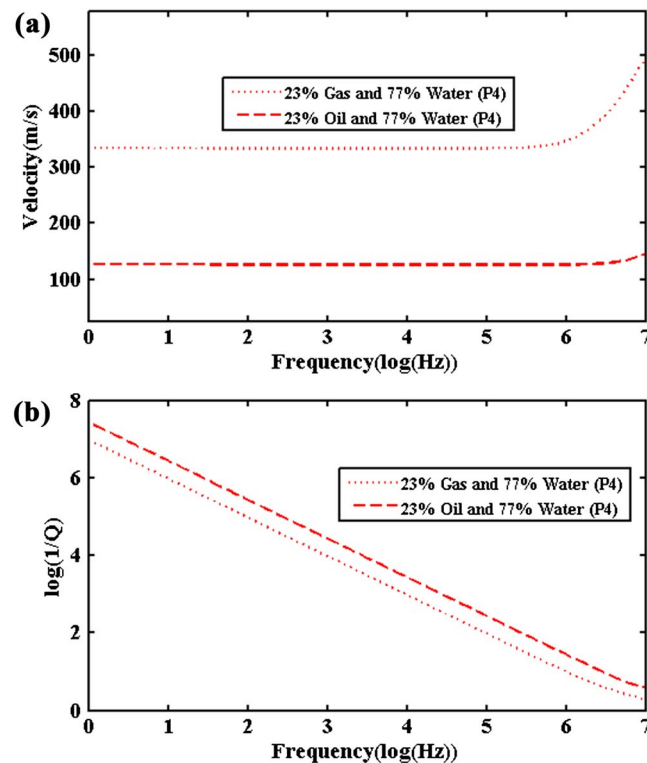 (a)
500
400
300
200
100
Velocity(m/s)
23% Gas and 77% Water (P4)
23% Oil and 77% Water (P4)
0 1 2 3 4 5 6 7
Frequency(log(Hz))
(b)
8
6
4
2
0
log(1/Q)
23% Gas and 77% Water (P4)
23% Oil and 77% Water (P4)
0 1 2 3 4 5 6 7
Frequency(log(Hz))